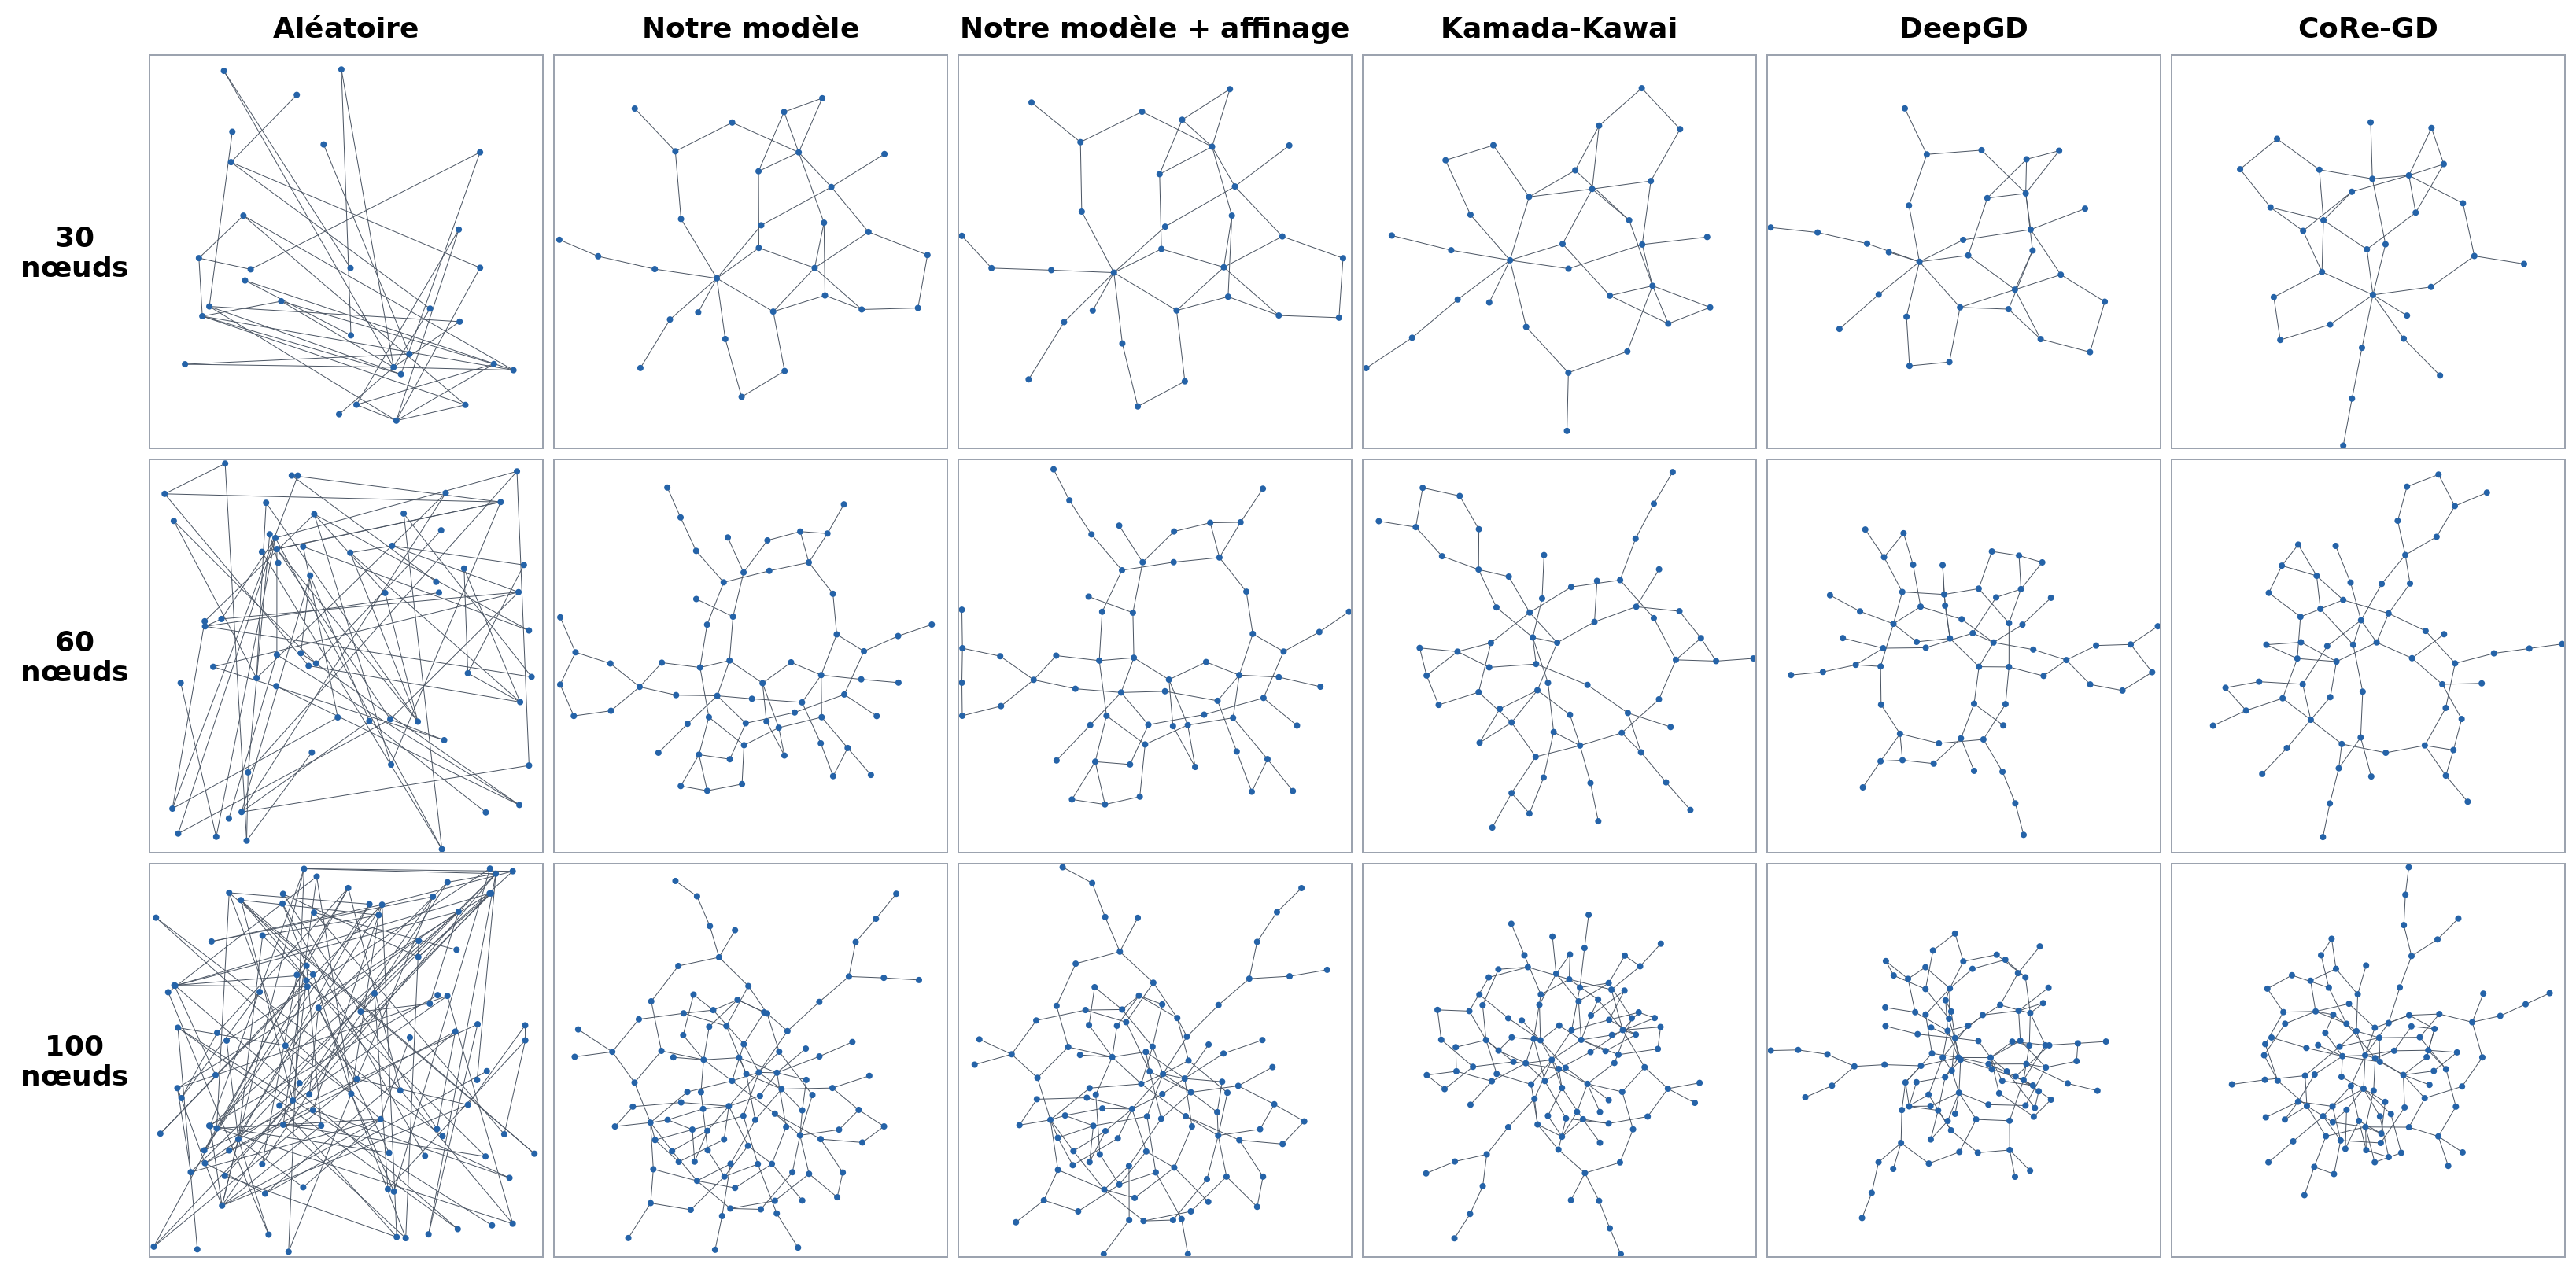 Aléatoire
Notre modèle
Notre modèle + affinage
Kamada-Kawai
DeepGD
CoRe-GD
30
nœuds
60
nœuds
100
nœuds